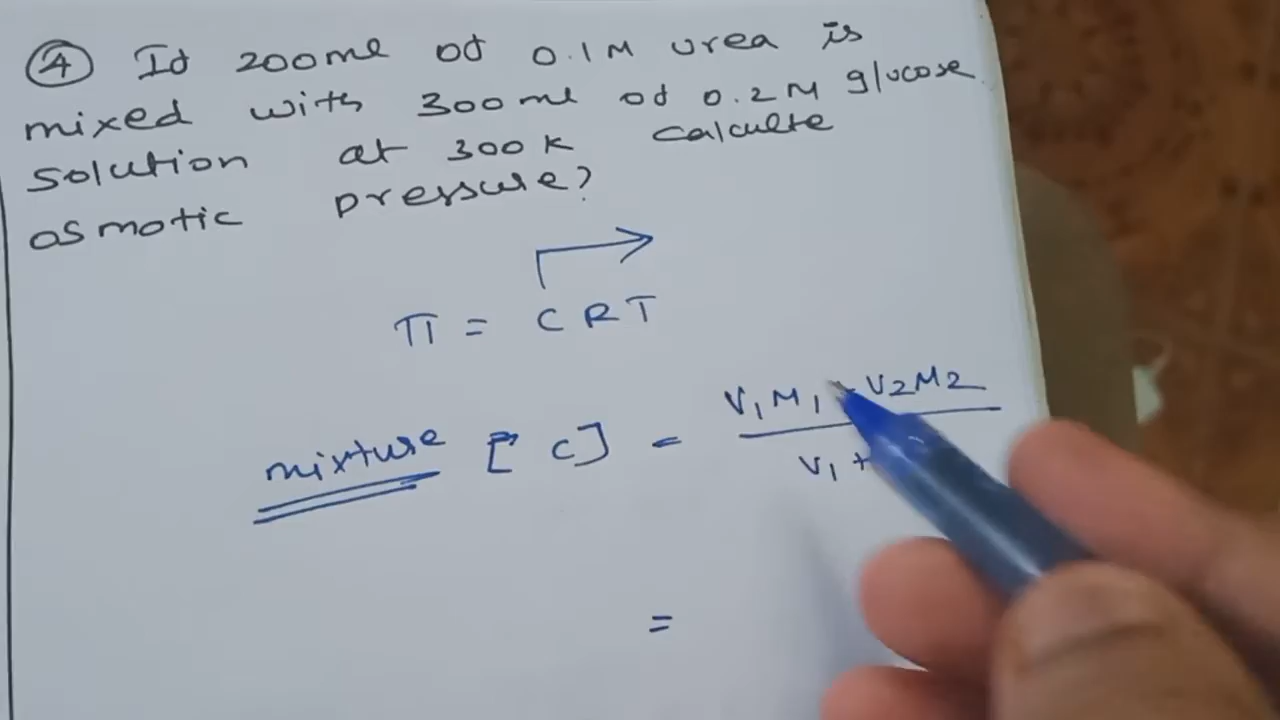 4 If 200ml of 0.1M urea is
mixed with 300ml of 0.2M glucose
solution at 300K calculte
osmotic pressure?
π = CRT
mixture [C] = V1M1 + V2M2
V1 +
=